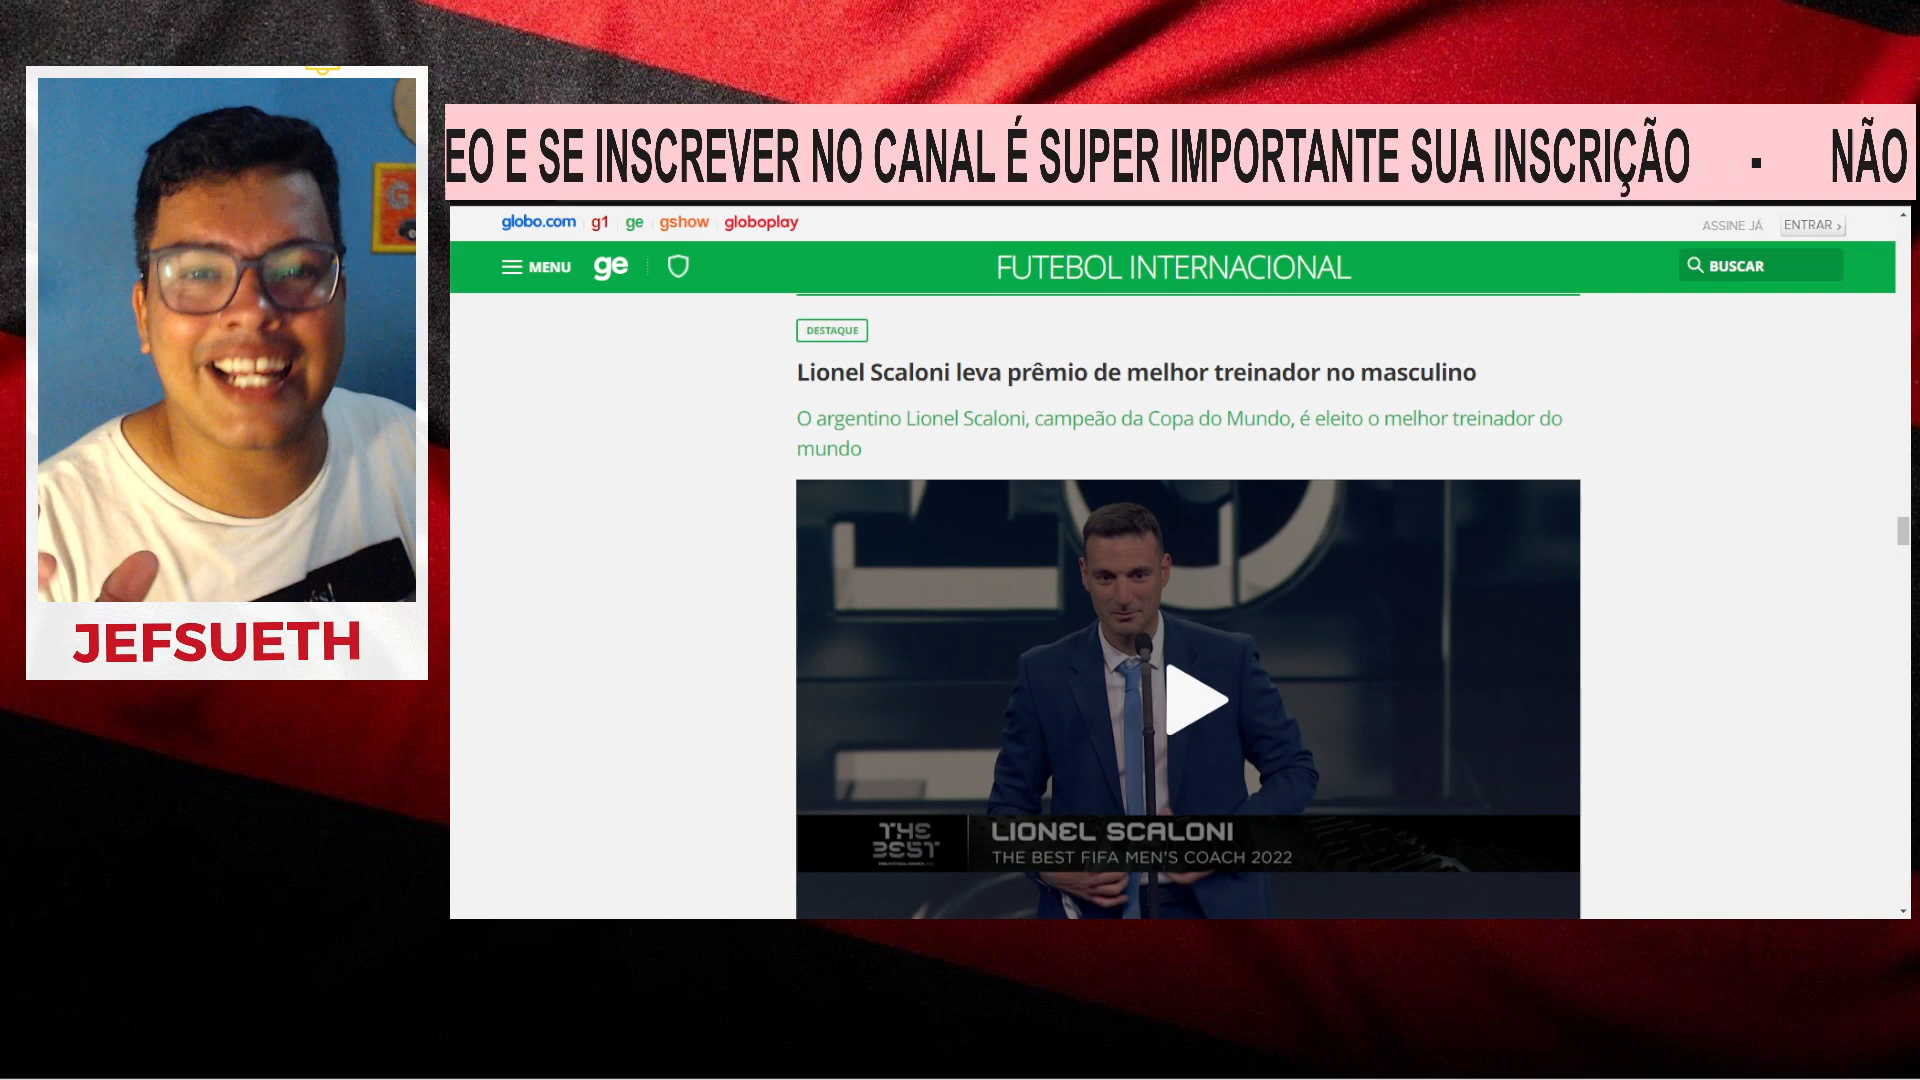 EO E SE INSCREVER NO CANAL É SUPER IMPORTANTE SUA INSCRIÇÃO - NÃO
globo.com g1 ge gshow globoplay
ASSINE JÁ ENTRAR ›
MENU ge FUTEBOL INTERNACIONAL BUSCAR
DESTAQUE
Lionel Scaloni leva prêmio de melhor treinador no masculino
O argentino Lionel Scaloni, campeão da Copa do Mundo, é eleito o melhor treinador do
mundo
THE
BEST
LIONEL SCALONI
THE BEST FIFA MEN'S COACH 2022
JEFSUETH